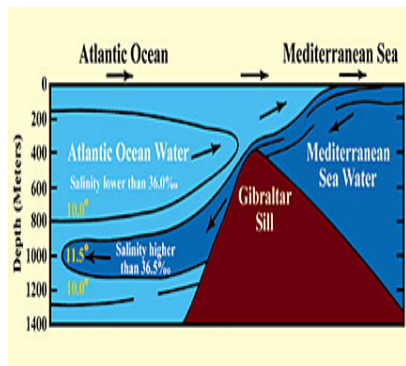 Atlantic Ocean
Mediterranean Sea
Depth (Meters)
0
200
400
600
800
1000
1200
1400
Atlantic Ocean Water
Salinity lower than 36.0‰
10.0°
11.5°
Salinity higher
than 36.5‰
10.0°
Gibraltar
Sill
Mediterranean
Sea Water